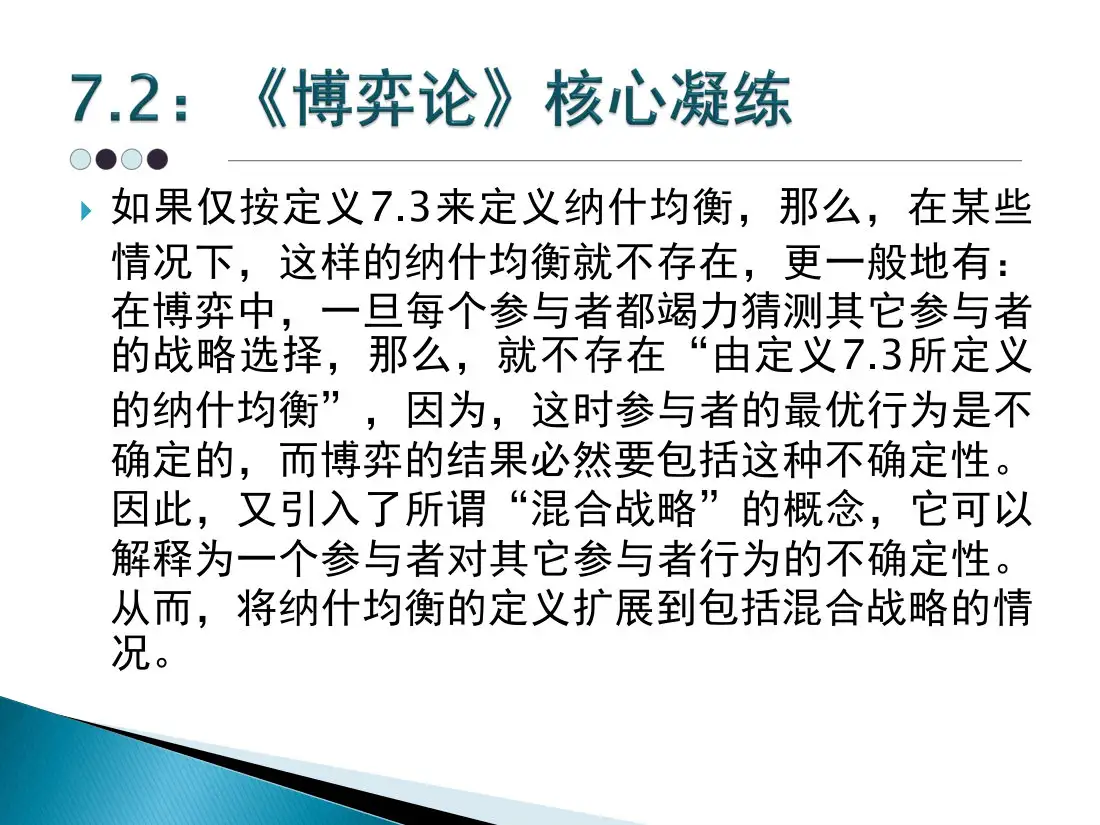 7.2：《博弈论》核心凝练
如果仅按定义7.3来定义纳什均衡，那么，在某些
情况下，这样的纳什均衡就不存在，更一般地有：
在博弈中，一旦每个参与者都竭力猜测其它参与者
的战略选择，那么，就不存在“由定义7.3所定义
的纳什均衡”，因为，这时参与者的最优行为是不
确定的，而博弈的结果必然要包括这种不确定性。
因此，又引入了所谓“混合战略”的概念，它可以
解释为一个参与者对其它参与者行为的不确定性。
从而，将纳什均衡的定义扩展到包括混合战略的情
况。